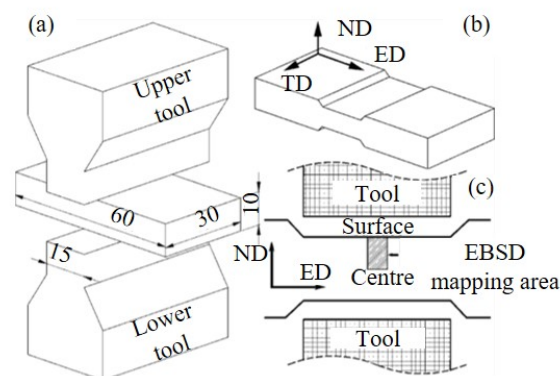 (a)
Upper
tool
60
30
10
15
Lower
tool
(b)
ND
ED
TD
(c)
Tool
Surface
ND
ED
Centre
EBSD
mapping area
Tool